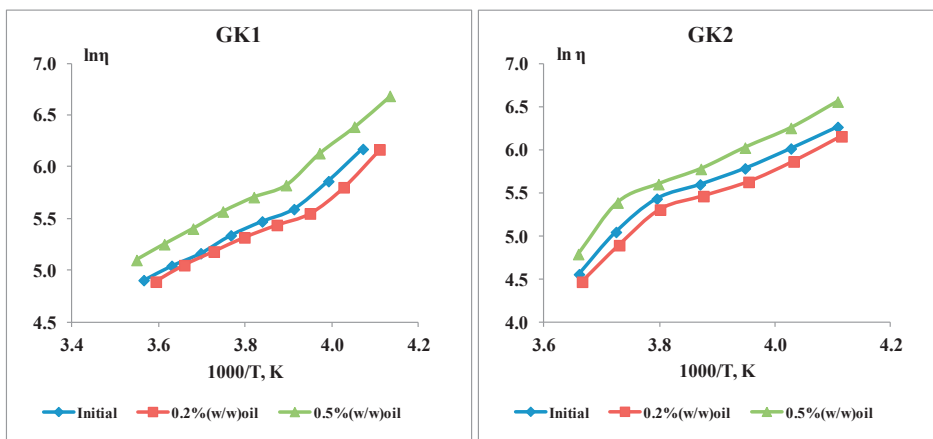 GK1
lnη
7.0
6.5
6.0
5.5
5.0
4.5
3.4 3.6 3.8 4.0 4.2
1000/T, K
Initial 0.2%(w/w)oil 0.5%(w/w)oil
GK2
ln η
7.0
6.5
6.0
5.5
5.0
4.5
4.0
3.6 3.8 4.0 4.2
1000/T, K
Initial 0.2%(w/w)oil 0.5%(w/w)oil